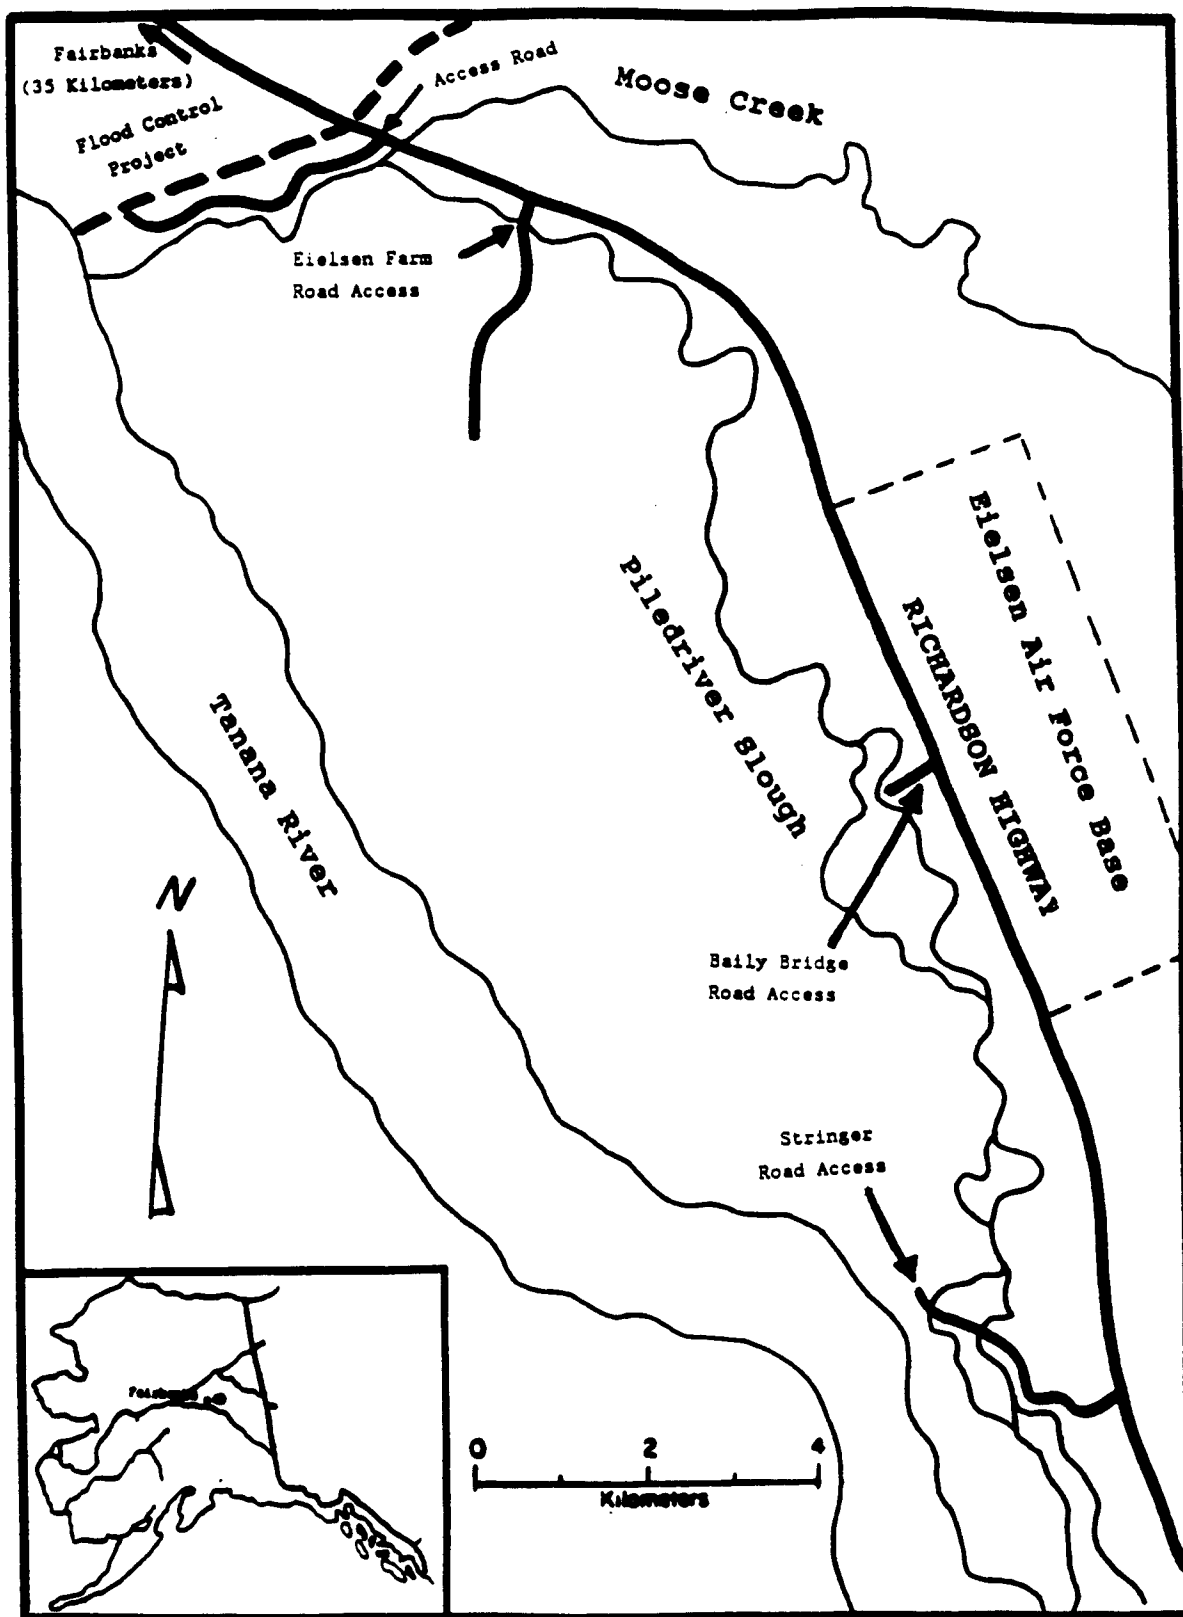 Fairbanks
(35 Kilometers)
Access Road
Moose Creek
Flood Control
Project
Eielsen Farm
Road Access
Eielsen Air Force Base
Piledriver Slough
RICHARDSON HIGHWAY
Tanana River
N
Baily Bridge
Road Access
Stringer
Road Access
Fairbanks
0 2 4
Kilometers